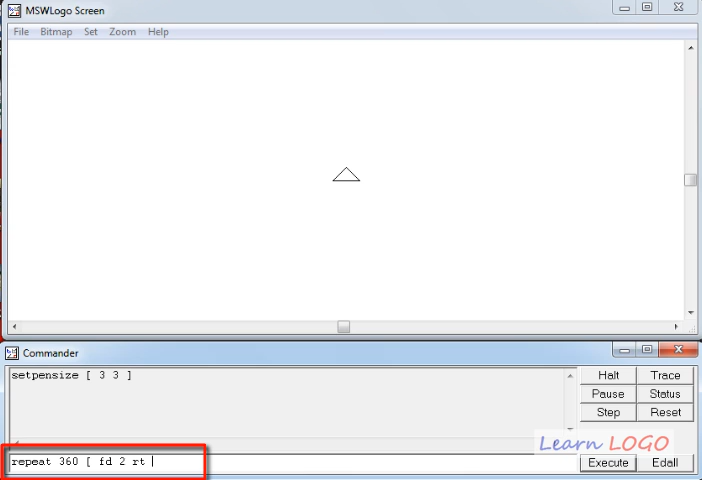 MSWLogo Screen
File Bitmap Set Zoom Help
Commander
setpensize [ 3 3 ]
Halt Trace
Pause Status
Step Reset
Learn LOGO
repeat 360 [ fd 2 rt
Execute Edall